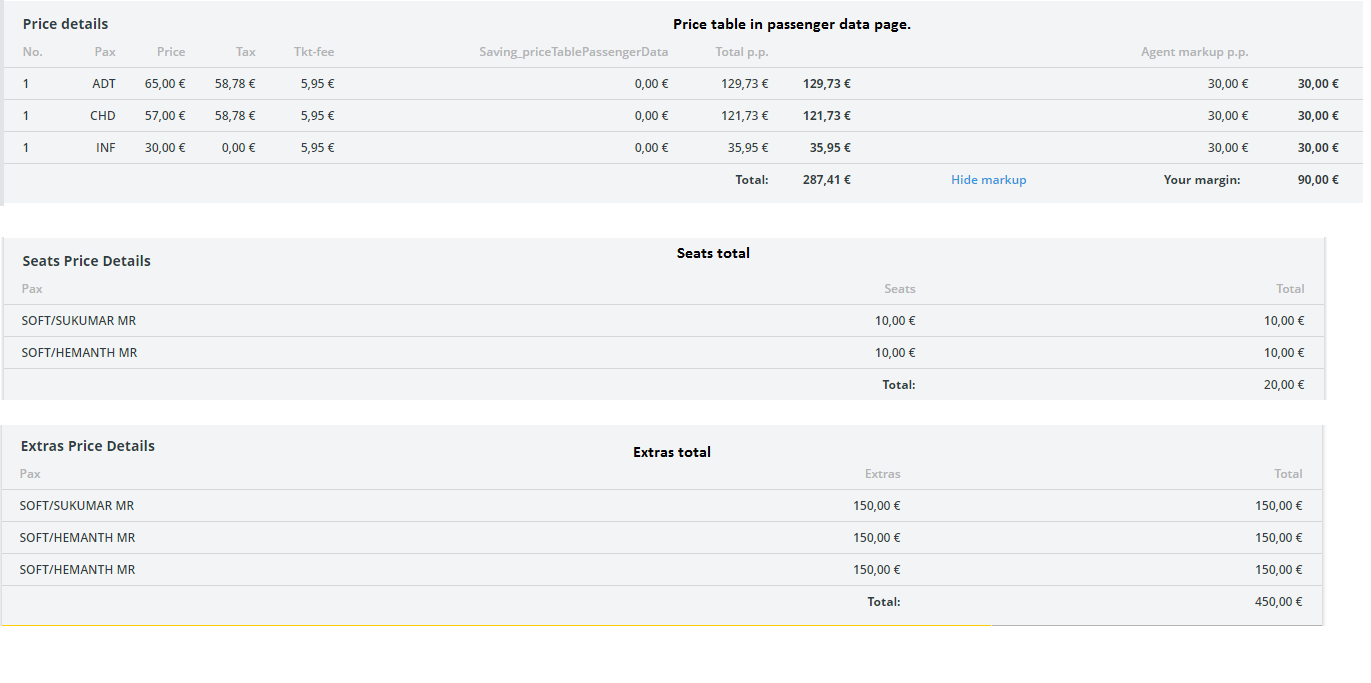 Price details
Price table in passenger data page.
No. Pax Price Tax Tkt-fee Saving_priceTablePassengerData Total p.p. Agent markup p.p.
1 ADT 65,00 € 58,78 € 5,95 € 0,00 € 129,73 € 129,73 € 30,00 € 30,00 €
1 CHD 57,00 € 58,78 € 5,95 € 0,00 € 121,73 € 121,73 € 30,00 € 30,00 €
1 INF 30,00 € 0,00 € 5,95 € 0,00 € 35,95 € 35,95 € 30,00 € 30,00 €
Total: 287,41 € Hide markup Your margin: 90,00 €
Seats total
Seats Price Details
Pax Seats Total
SOFT/SUKUMAR MR 10,00 € 10,00 €
SOFT/HEMANTH MR 10,00 € 10,00 €
Total: 20,00 €
Extras Price Details
Extras total
Pax Extras Total
SOFT/SUKUMAR MR 150,00 € 150,00 €
SOFT/HEMANTH MR 150,00 € 150,00 €
SOFT/HEMANTH MR 150,00 € 150,00 €
Total: 450,00 €